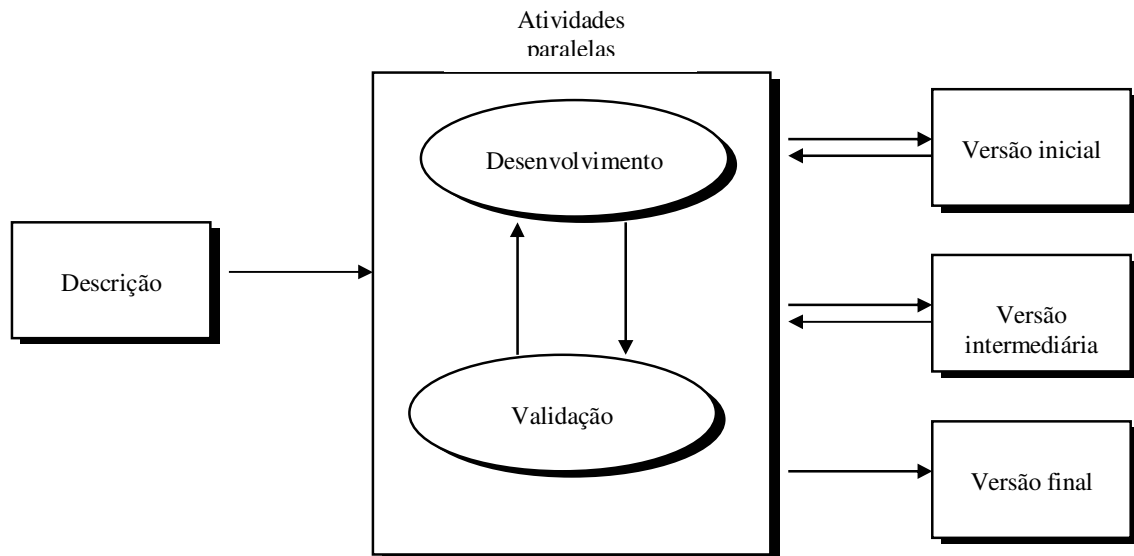 Atividades
paralelas
Desenvolvimento
Versão inicial
Descrição
Versão
intermediária
Validação
Versão final